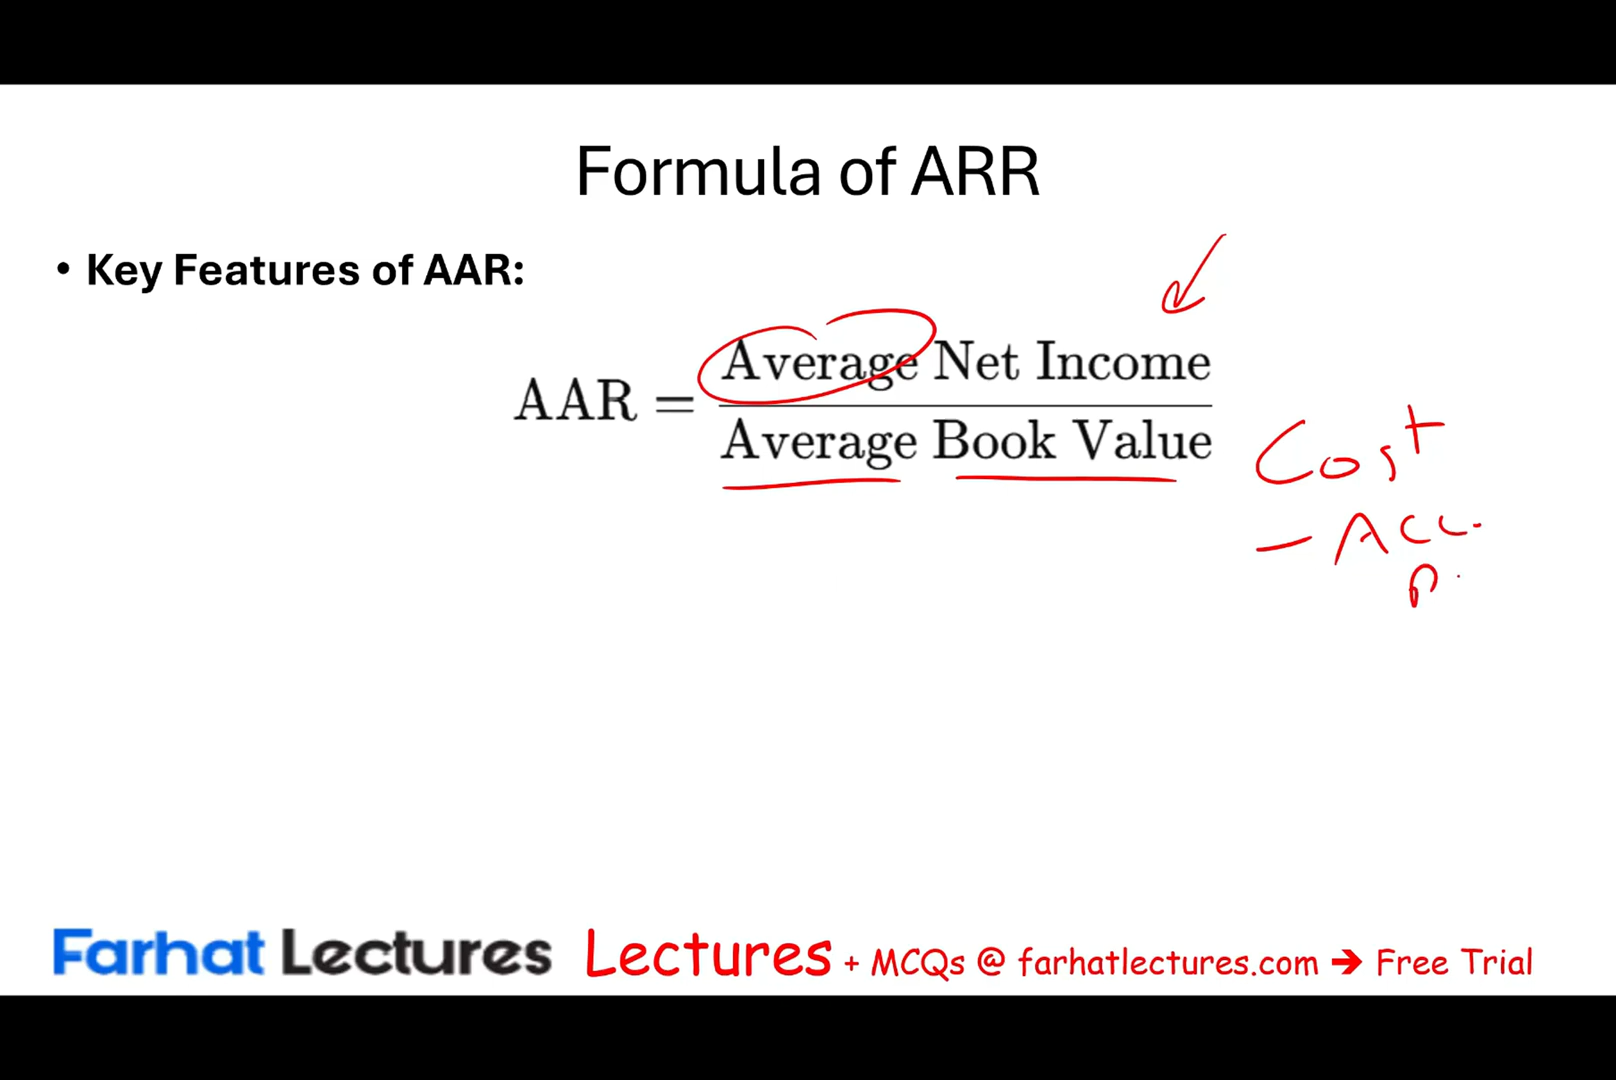 Formula of ARR
• Key Features of AAR:
AAR = Average Net Income / Average Book Value
Cost
- Acc.
Farhat Lectures Lectures + MCQs @ farhatlectures.com → Free Trial